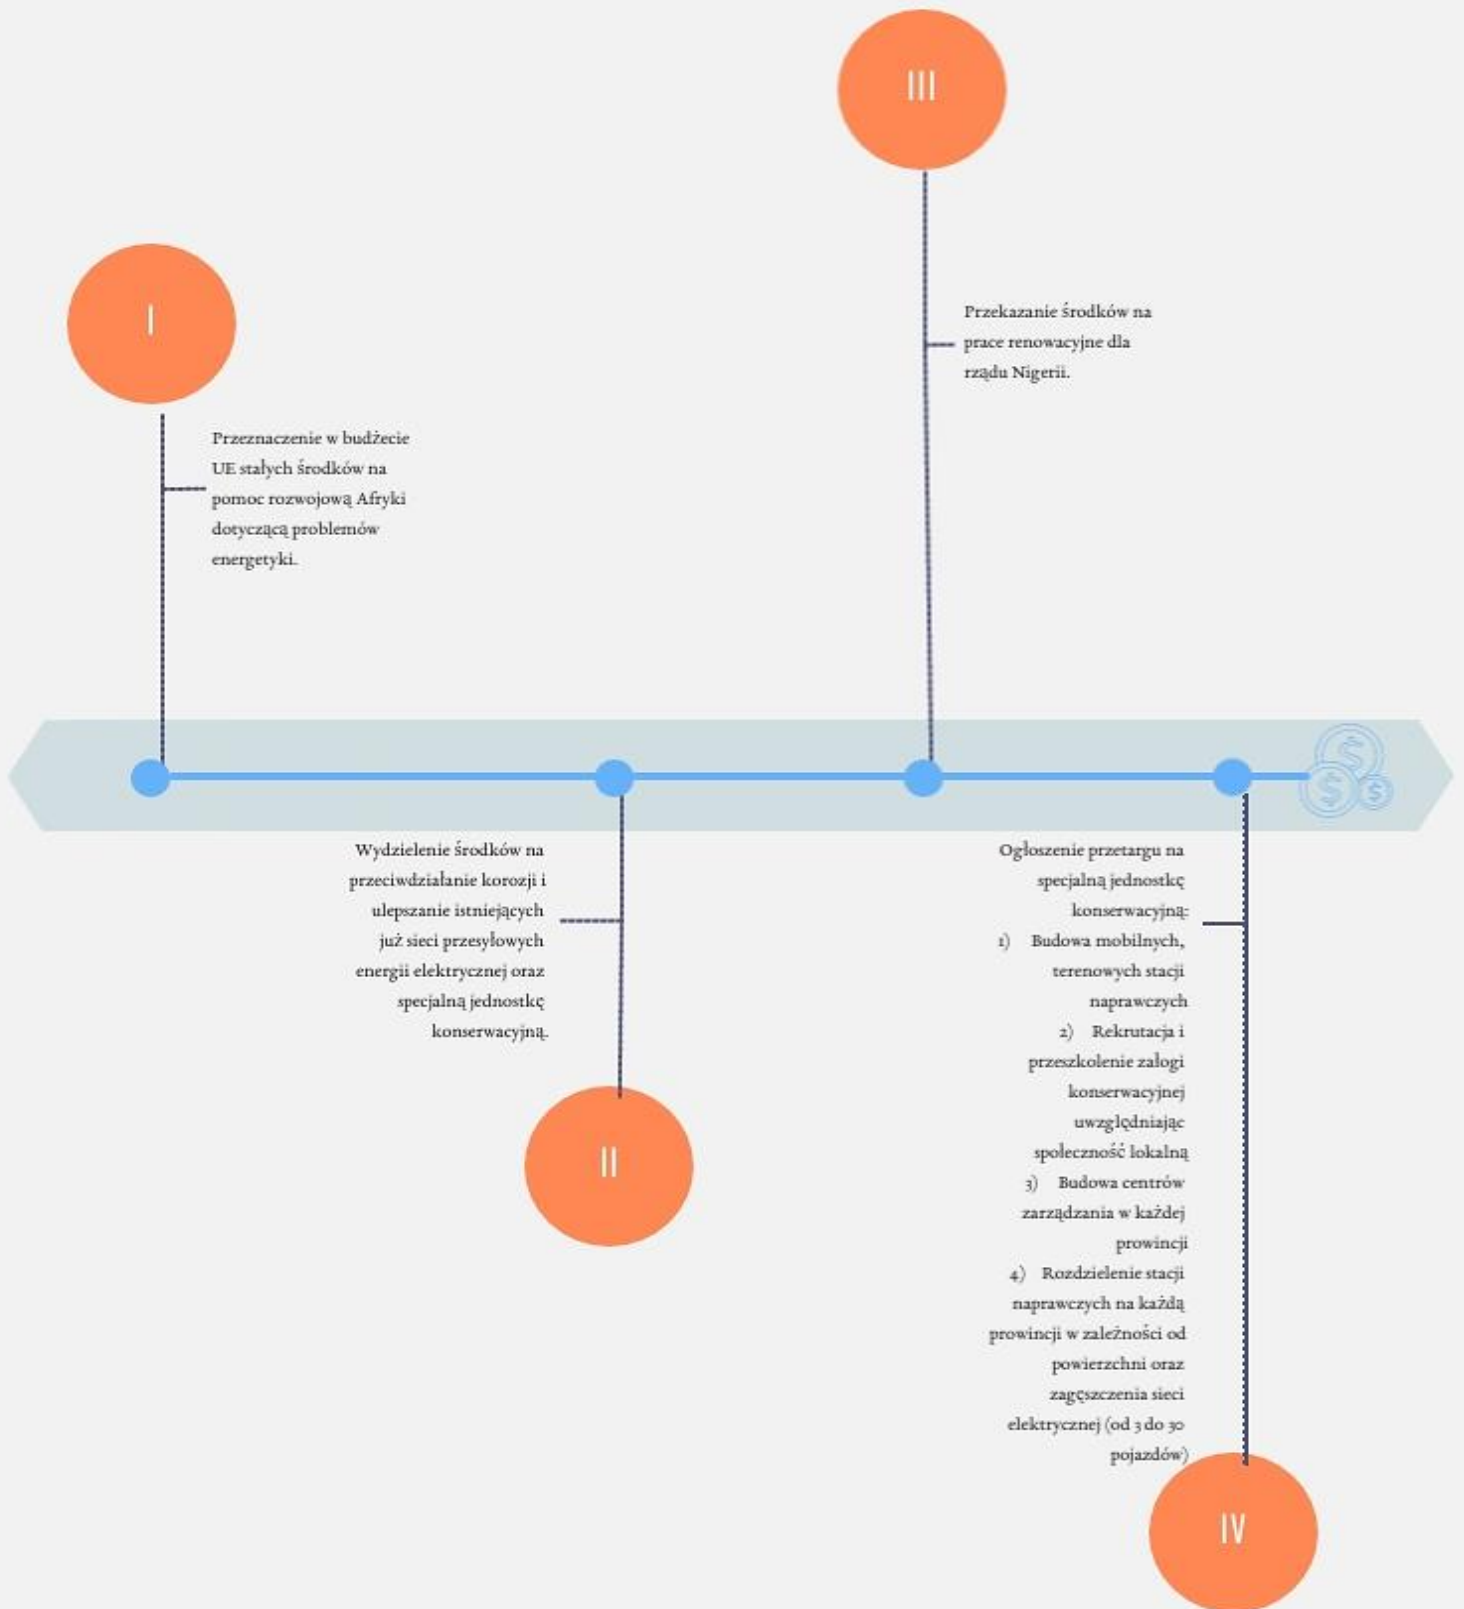 I
Przeznaczenie w budżecie
UE stałych środków na
pomoc rozwojową Afryki
dotyczącą problemów
energetyki.
Wydzielenie środków na
przeciwdziałanie korozji i
ulepszanie istniejących
już sieci przesyłowych
energii elektrycznej oraz
specjalną jednostkę
konserwacyjną.
II
III
Przekazanie środków na
prace renowacyjne dla
rządu Nigerii.
Ogłoszenie przetargu na
specjalną jednostkę
konserwacyjną:
1) Budowa mobilnych,
terenowych stacji
naprawczych
2) Rekrutacja i
przeszkolenie załogi
konserwacyjnej
uwzględniając
społeczność lokalną
3) Budowa centrów
zarządzania w każdej
prowincji
4) Rozdzielenie stacji
naprawczych na każdą
prowincji w zależności od
powierzchni oraz
zagęszczenia sieci
elektrycznej (od 3 do 30
pojazdów)
IV
$
$
$